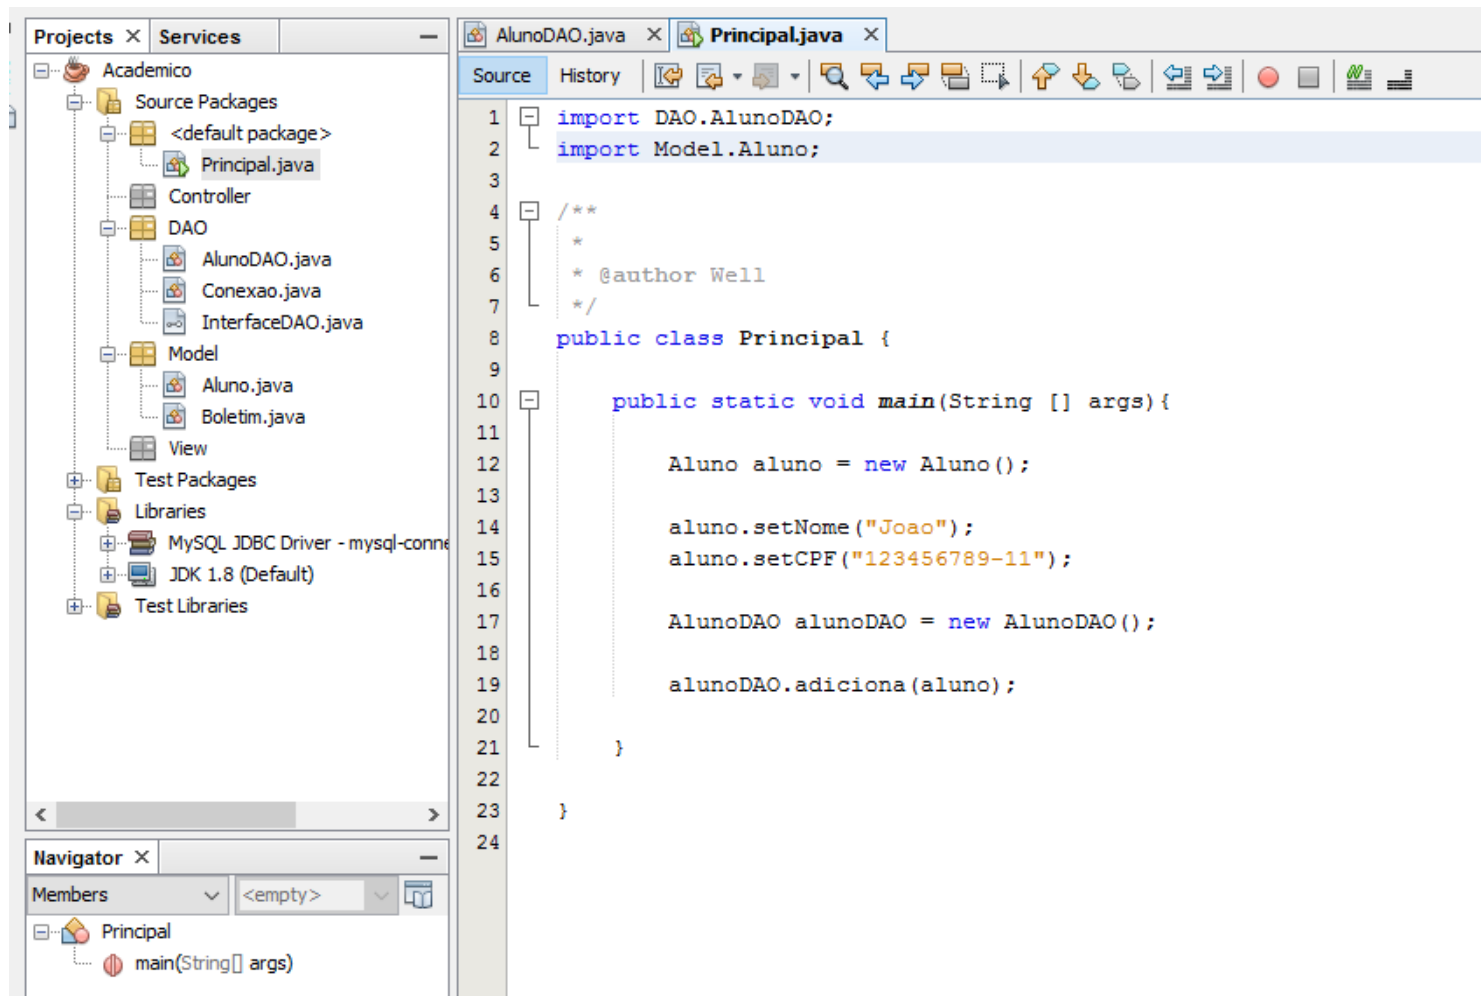 Projects
Services
Academico
Source Packages
<default package>
Principal.java
Controller
DAO
AlunoDAO.java
Conexao.java
InterfaceDAO.java
Model
Aluno.java
Boletim.java
View
Test Packages
Libraries
MySQL JDBC Driver - mysql-conne
JDK 1.8 (Default)
Test Libraries
Navigator
Members
<empty>
Principal
main(String[] args)
AlunoDAO.java
Principal.java
Source
History
1 import DAO.AlunoDAO;
2 import Model.Aluno;
3
4 /**
5 *
6 * @author Well
7 */
8 public class Principal {
9
10 public static void main(String [] args){
11
12 Aluno aluno = new Aluno();
13
14 aluno.setNome("Joao");
15 aluno.setCPF("123456789-11");
16
17 AlunoDAO alunoDAO = new AlunoDAO();
18
19 alunoDAO.adiciona(aluno);
20
21 }
22
23 }
24